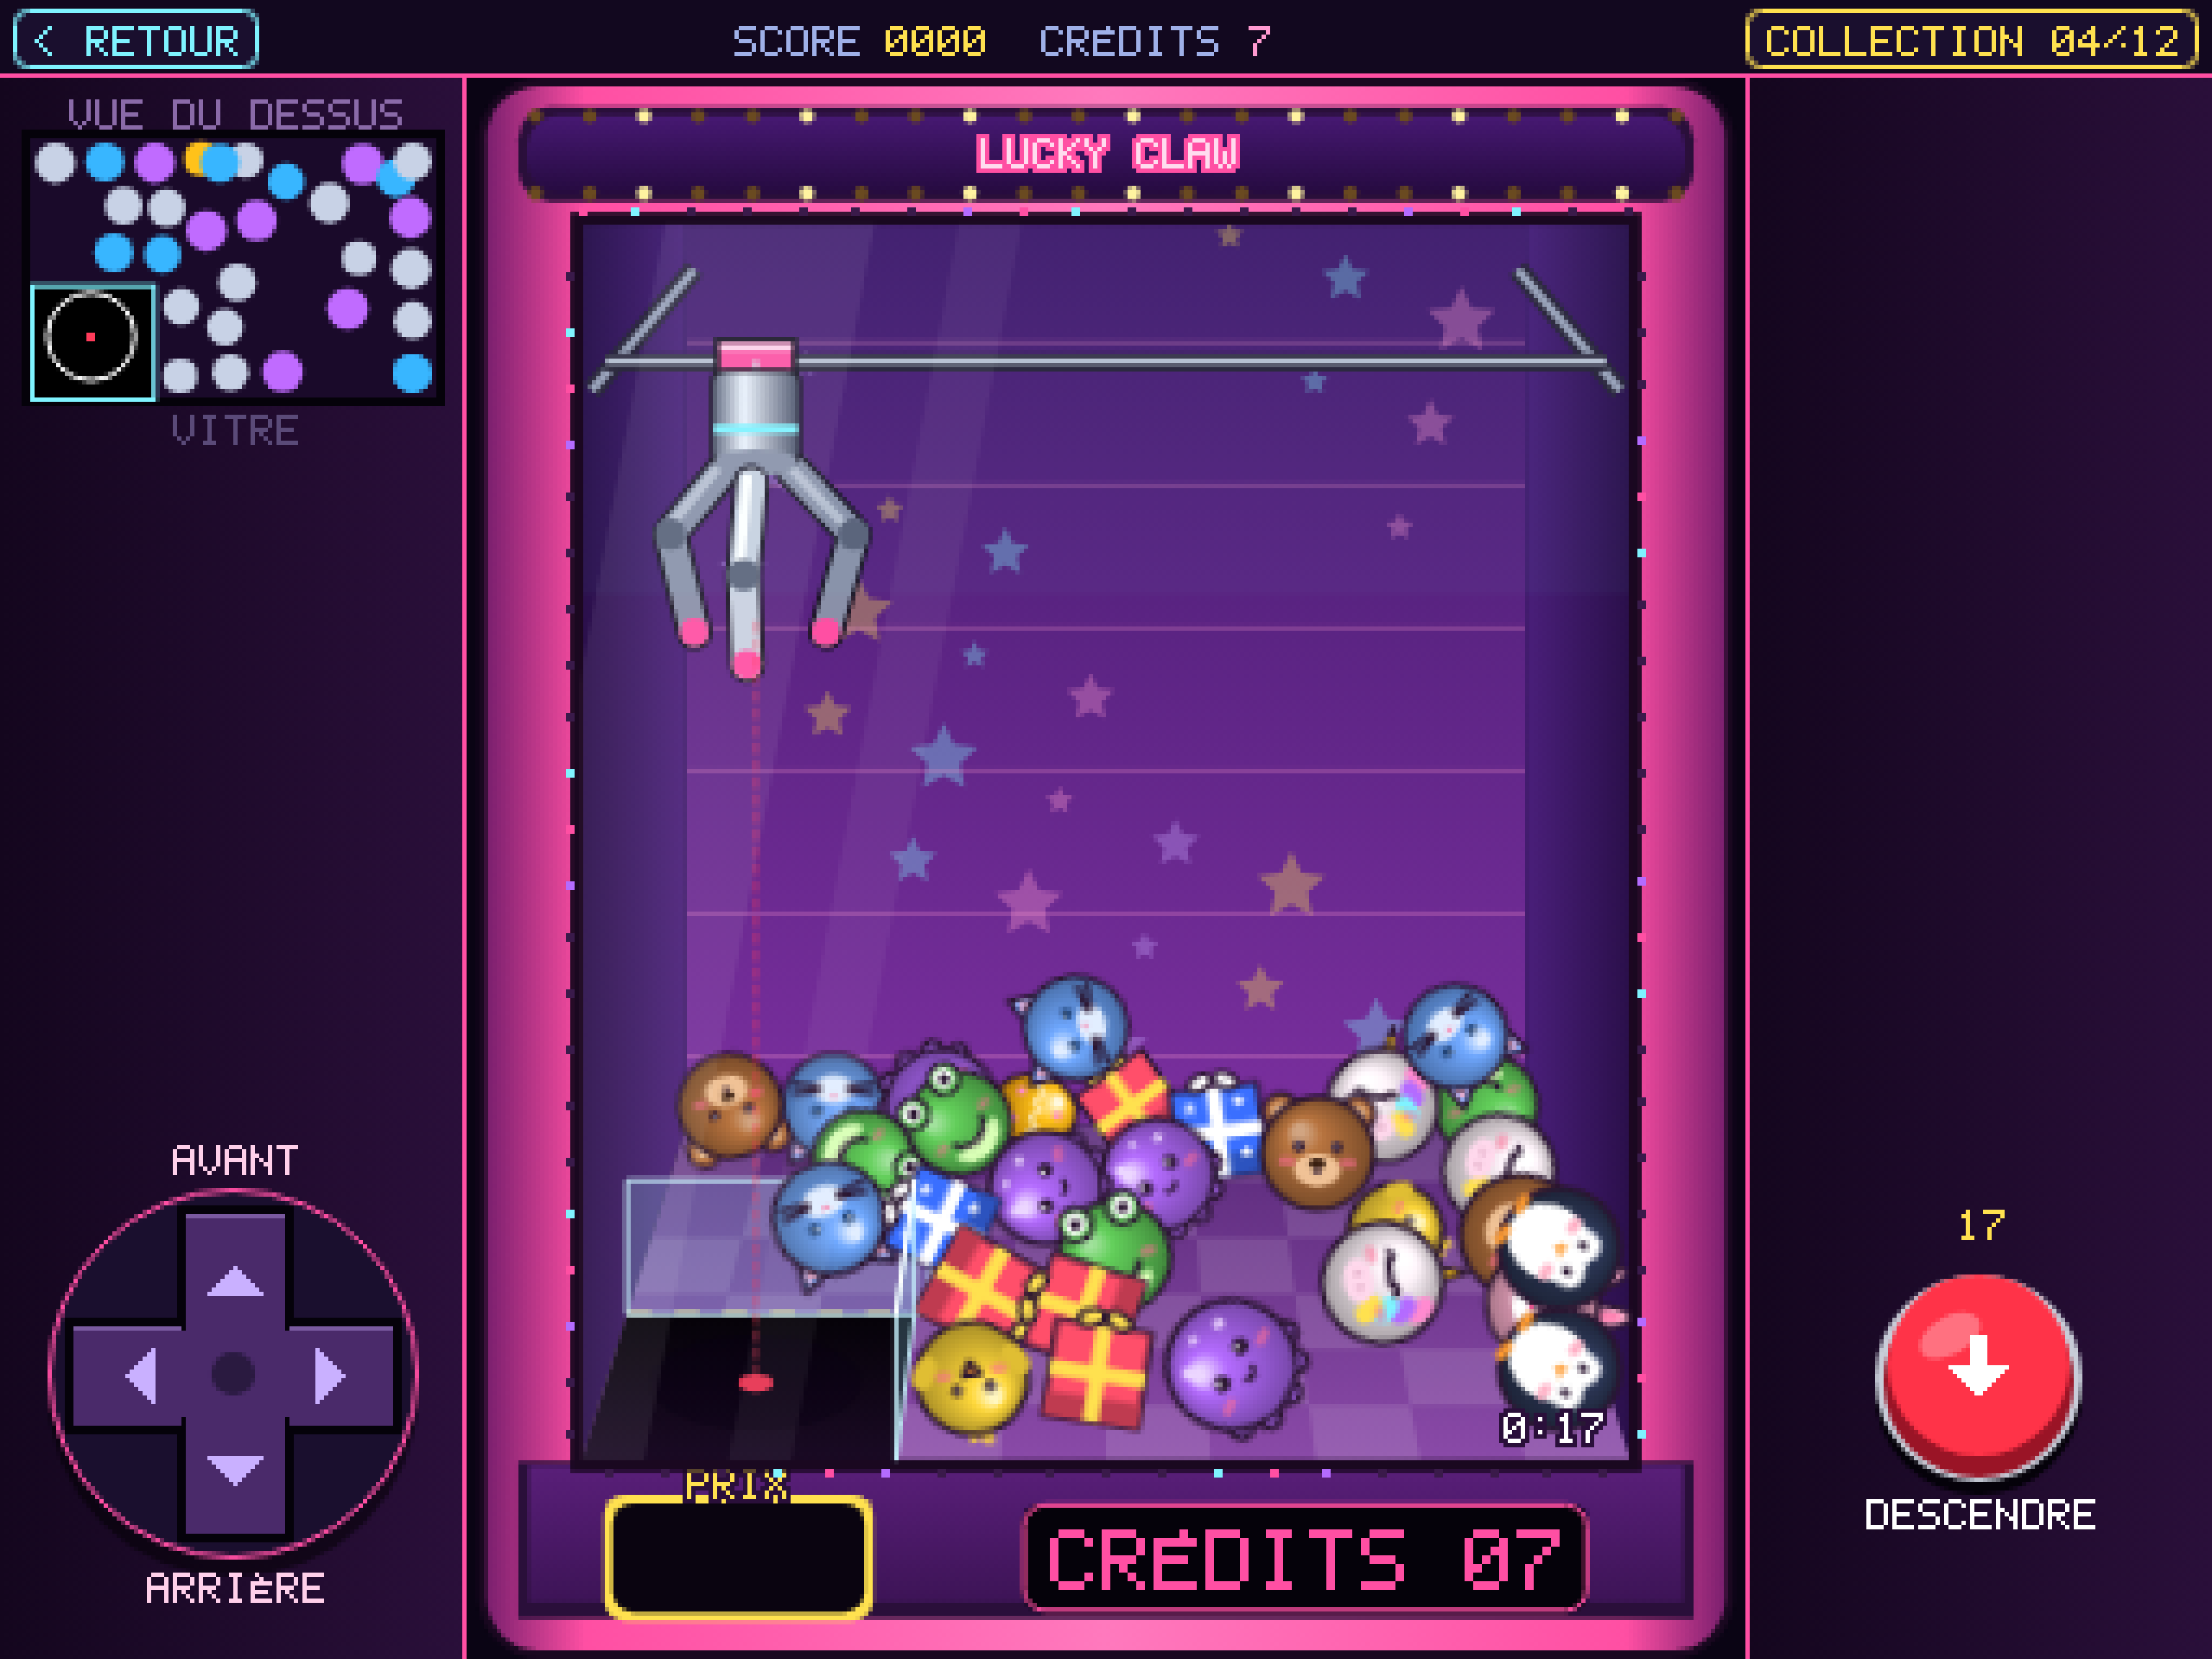 < RETOUR
SCORE 0000 CRÉDITS 7
COLLECTION 04/12
VUE DU DESSUS
VITRE
LUCKY CLAW
AVANT
ARRIÈRE
17
DESCENDRE
0:17
PRIX
CRÉDITS 07